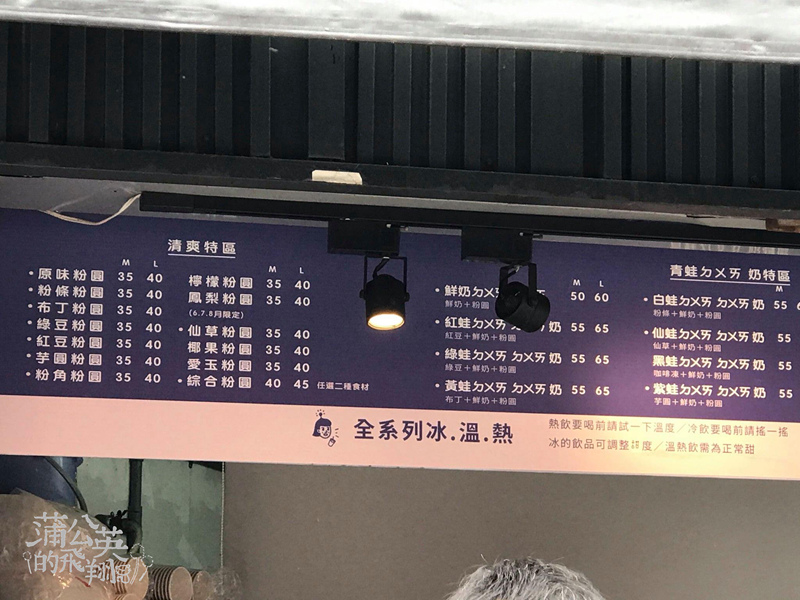 M L
•原味粉圓 35 40
•粉條粉圓 35 40
•布丁粉圓 35 40
綠豆粉圓 35 40
紅豆粉圓 35 40
•芋圓粉圓 35 40
•粉角粉圓 35 40
清爽特區
M L
檸檬粉圓 35 40
鳳梨粉圓 35 40
(6.7.8月限定)
•仙草粉圓 35 40
椰果粉圓 35 40
愛玉粉圓 35 40
•綜合粉圓 40 45 任選二種食材
M L
•鮮奶 50 60
鮮奶+粉圓
•紅蛙ㄉㄨㄞ ㄉㄨㄞ奶 55 65
紅豆+鮮奶+粉圓
•綠蛙ㄉㄨㄞ ㄉㄨㄞ奶 55 65
綠豆+鮮奶+粉圓
•黃蛙ㄉㄨㄞ ㄉㄨㄞ奶 55 65
布丁+鮮奶+粉圓
青蛙ㄉㄨㄞ 奶特區
M
•白蛙ㄉㄨㄞ ㄉㄨㄞ奶 55
粉條+鮮奶+粉圓
•仙蛙ㄉㄨㄞ ㄉㄨㄞ奶 55
仙草+鮮奶+粉圓
黑蛙ㄉㄨㄞ ㄉㄨㄞ奶 55
咖啡凍+鮮奶+粉圓
•紫蛙ㄉㄨㄞ ㄉㄨㄞ奶 55
芋圓+鮮奶+粉圓
全系列冰.溫.熱
熱飲要喝前請試一下溫度/冷飲要喝前請搖一搖
冰的飲品可調整甜度/溫熱飲需為正常甜
蒲公英
的飛翔